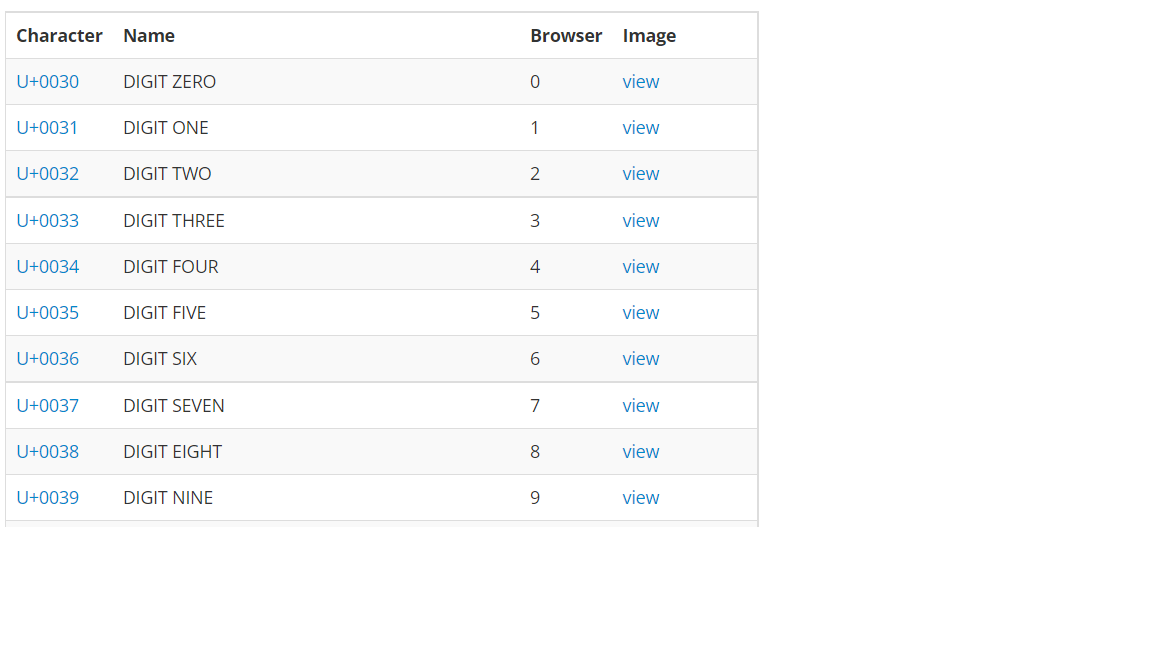 Character Name Browser Image
U+0030 DIGIT ZERO 0 view
U+0031 DIGIT ONE 1 view
U+0032 DIGIT TWO 2 view
U+0033 DIGIT THREE 3 view
U+0034 DIGIT FOUR 4 view
U+0035 DIGIT FIVE 5 view
U+0036 DIGIT SIX 6 view
U+0037 DIGIT SEVEN 7 view
U+0038 DIGIT EIGHT 8 view
U+0039 DIGIT NINE 9 view